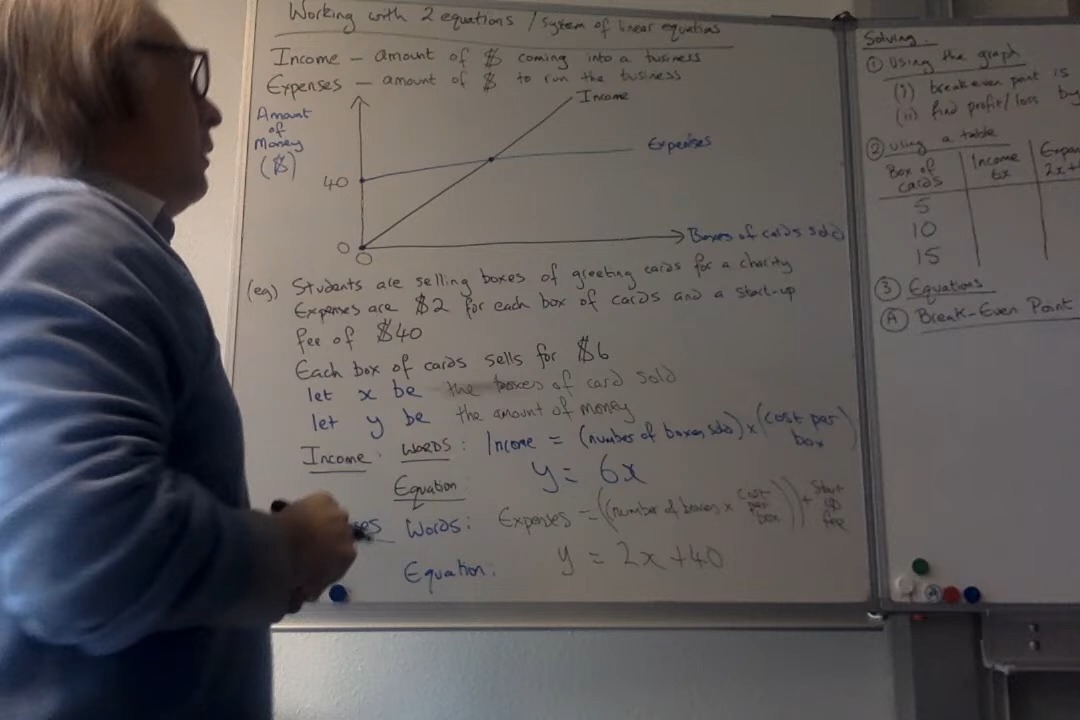 Working with 2 equations / system of linear equations
Income - amount of $ coming into a business
Expenses - amount of $ to run the business
Amount
of
Money
($)
Income
Expenses
40
0
0
Boxes of cards sold
(eg) Students are selling boxes of greeting cards for a charity
Expenses are $2 for each box of cards and a start-up
fee of $40
Each box of cards sells for $6
let x be the boxes of card sold
let y be the amount of money
Income: Words: Income = (number of boxes sold) x (cost per box)
Equation y = 6x
ses Words: Expenses = ((number of boxes x cost per box)) + Start up fee
Equation: y = 2x + 40
Solving.
① Using the graph
(i) breakeven point is
(ii) find profit/loss by
② Using a table
Box of cards Income 6x Expen 2x+
5
10
15
③ Equations
Ⓐ Break-Even Point